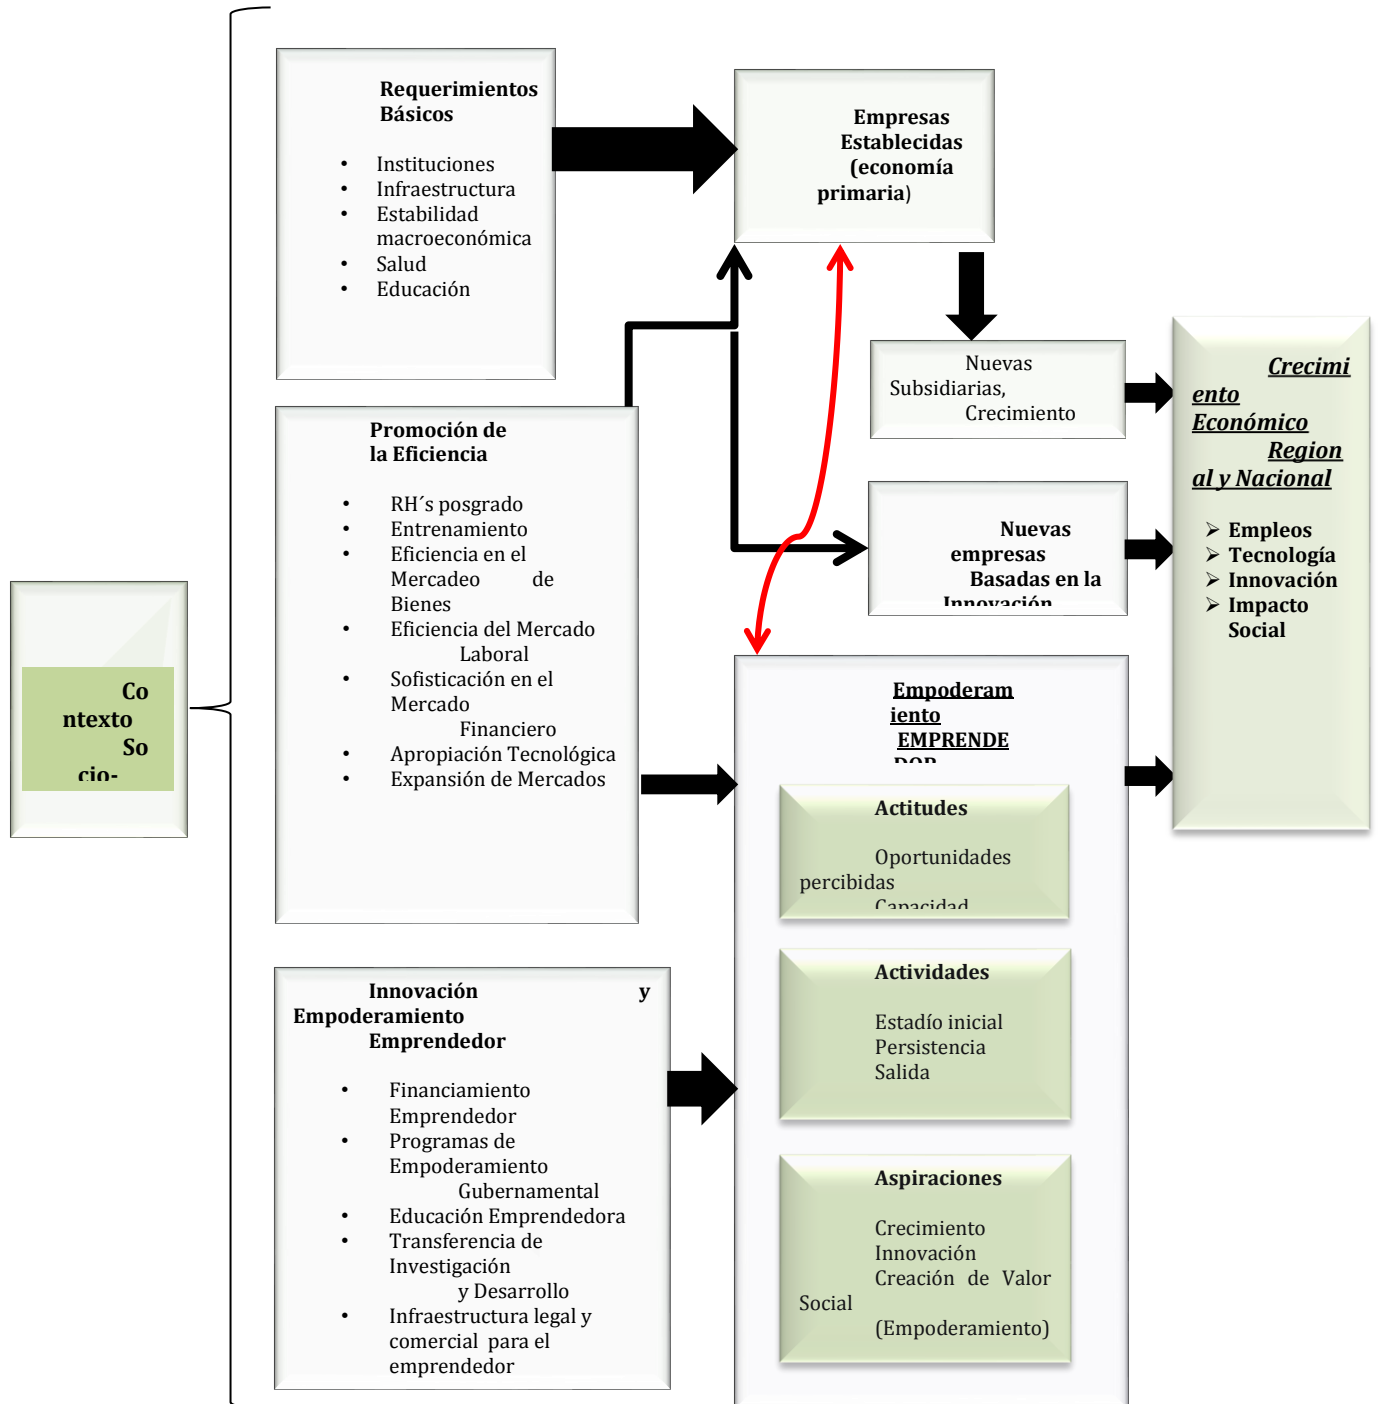 Requerimientos
Básicos
• Instituciones
• Infraestructura
• Estabilidad
macroeconómica
• Salud
• Educación
Empresas
Establecidas
(economía
primaria)
Nuevas
Subsidiarias,
Crecimiento
Crecimi
ento
Económico
Region
al y Nacional
➢ Empleos
➢ Tecnología
➢ Innovación
➢ Impacto
Social
Promoción de
la Eficiencia
• RH´s posgrado
• Entrenamiento
• Eficiencia en el
Mercadeo de
Bienes
• Eficiencia del Mercado
Laboral
• Sofisticación en el
Mercado
Financiero
• Apropiación Tecnológica
• Expansión de Mercados
Nuevas
empresas
Basadas en la
Innovación
Co
ntexto
So
cio-
Empoderam
iento
EMPRENDE
DOR
Actitudes
Oportunidades
percibidas
Capacidad
Actividades
Estadío inicial
Persistencia
Salida
Aspiraciones
Crecimiento
Innovación
Creación de Valor
Social
(Empoderamiento)
Innovación y
Empoderamiento
Emprendedor
• Financiamiento
Emprendedor
• Programas de
Empoderamiento
Gubernamental
• Educación Emprendedora
• Transferencia de
Investigación
y Desarrollo
• Infraestructura legal y
comercial para el
emprendedor